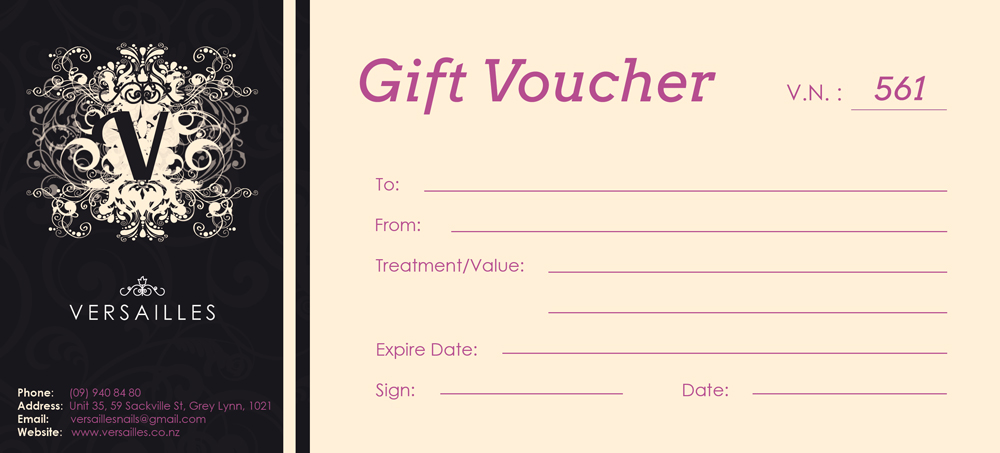 V
VERSAILLES
Phone: (09) 940 84 80
Address: Unit 35, 59 Sackville St, Grey Lynn, 1021
Email: versaillesnails@gmail.com
Website: www.versailles.co.nz
Gift Voucher
V.N. : 561
To:
From:
Treatment/Value:
Expire Date:
Sign: Date: